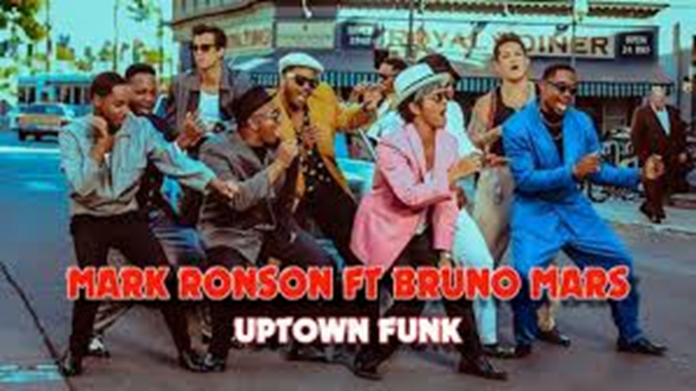 ROYAL DINER
OPEN
24 HRS
MARK RONSON FT BRUNO MARS
UPTOWN FUNK